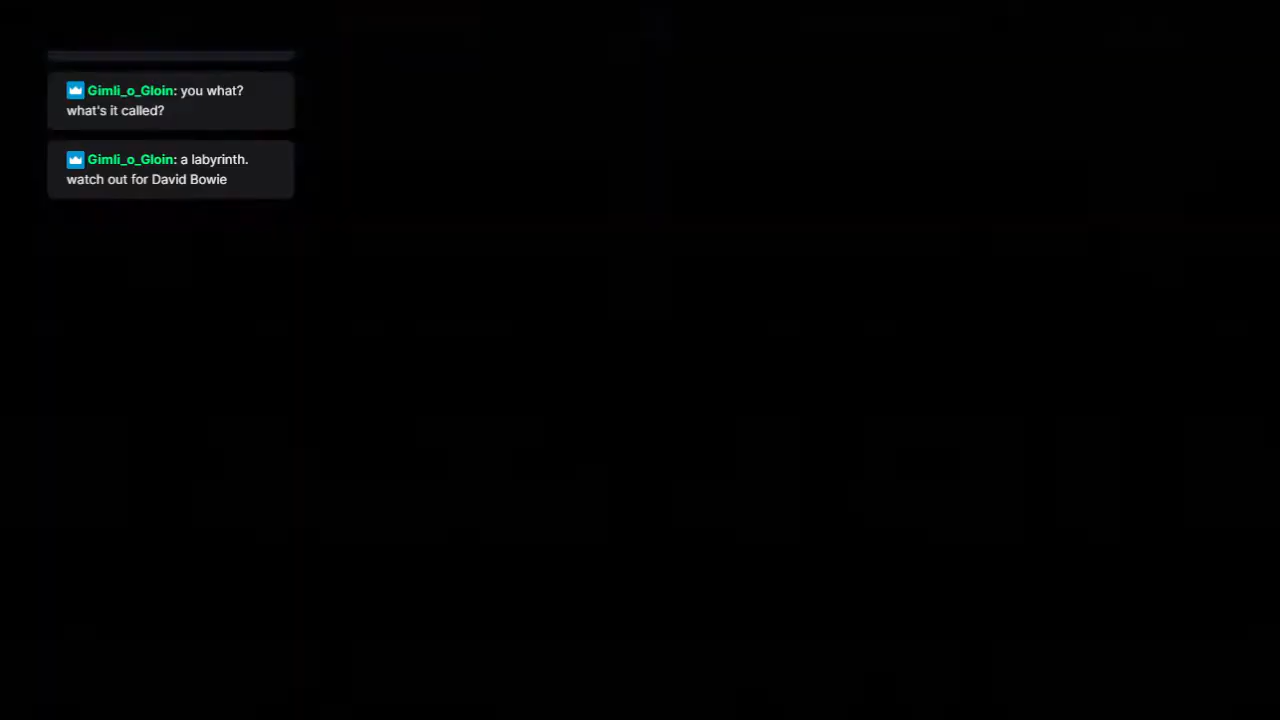 Gimli_o_Gloin: you what?
what's it called?
Gimli_o_Gloin: a labyrinth.
watch out for David Bowie